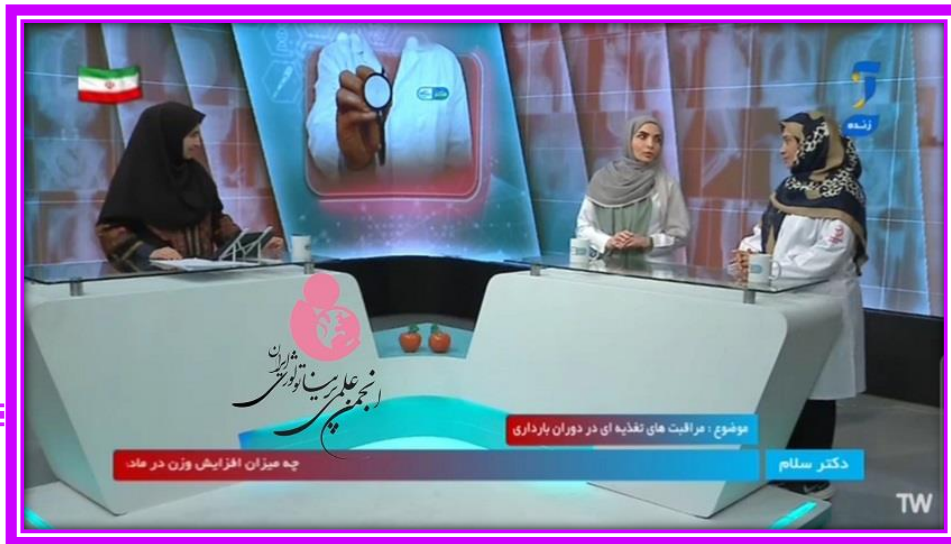 زنده
انجمن علمی پریناتولوژی ایران
موضوع : مراقبت های تغذیه ای در دوران بارداری
دکتر سلام
چه میزان افزایش وزن در ماد
TW